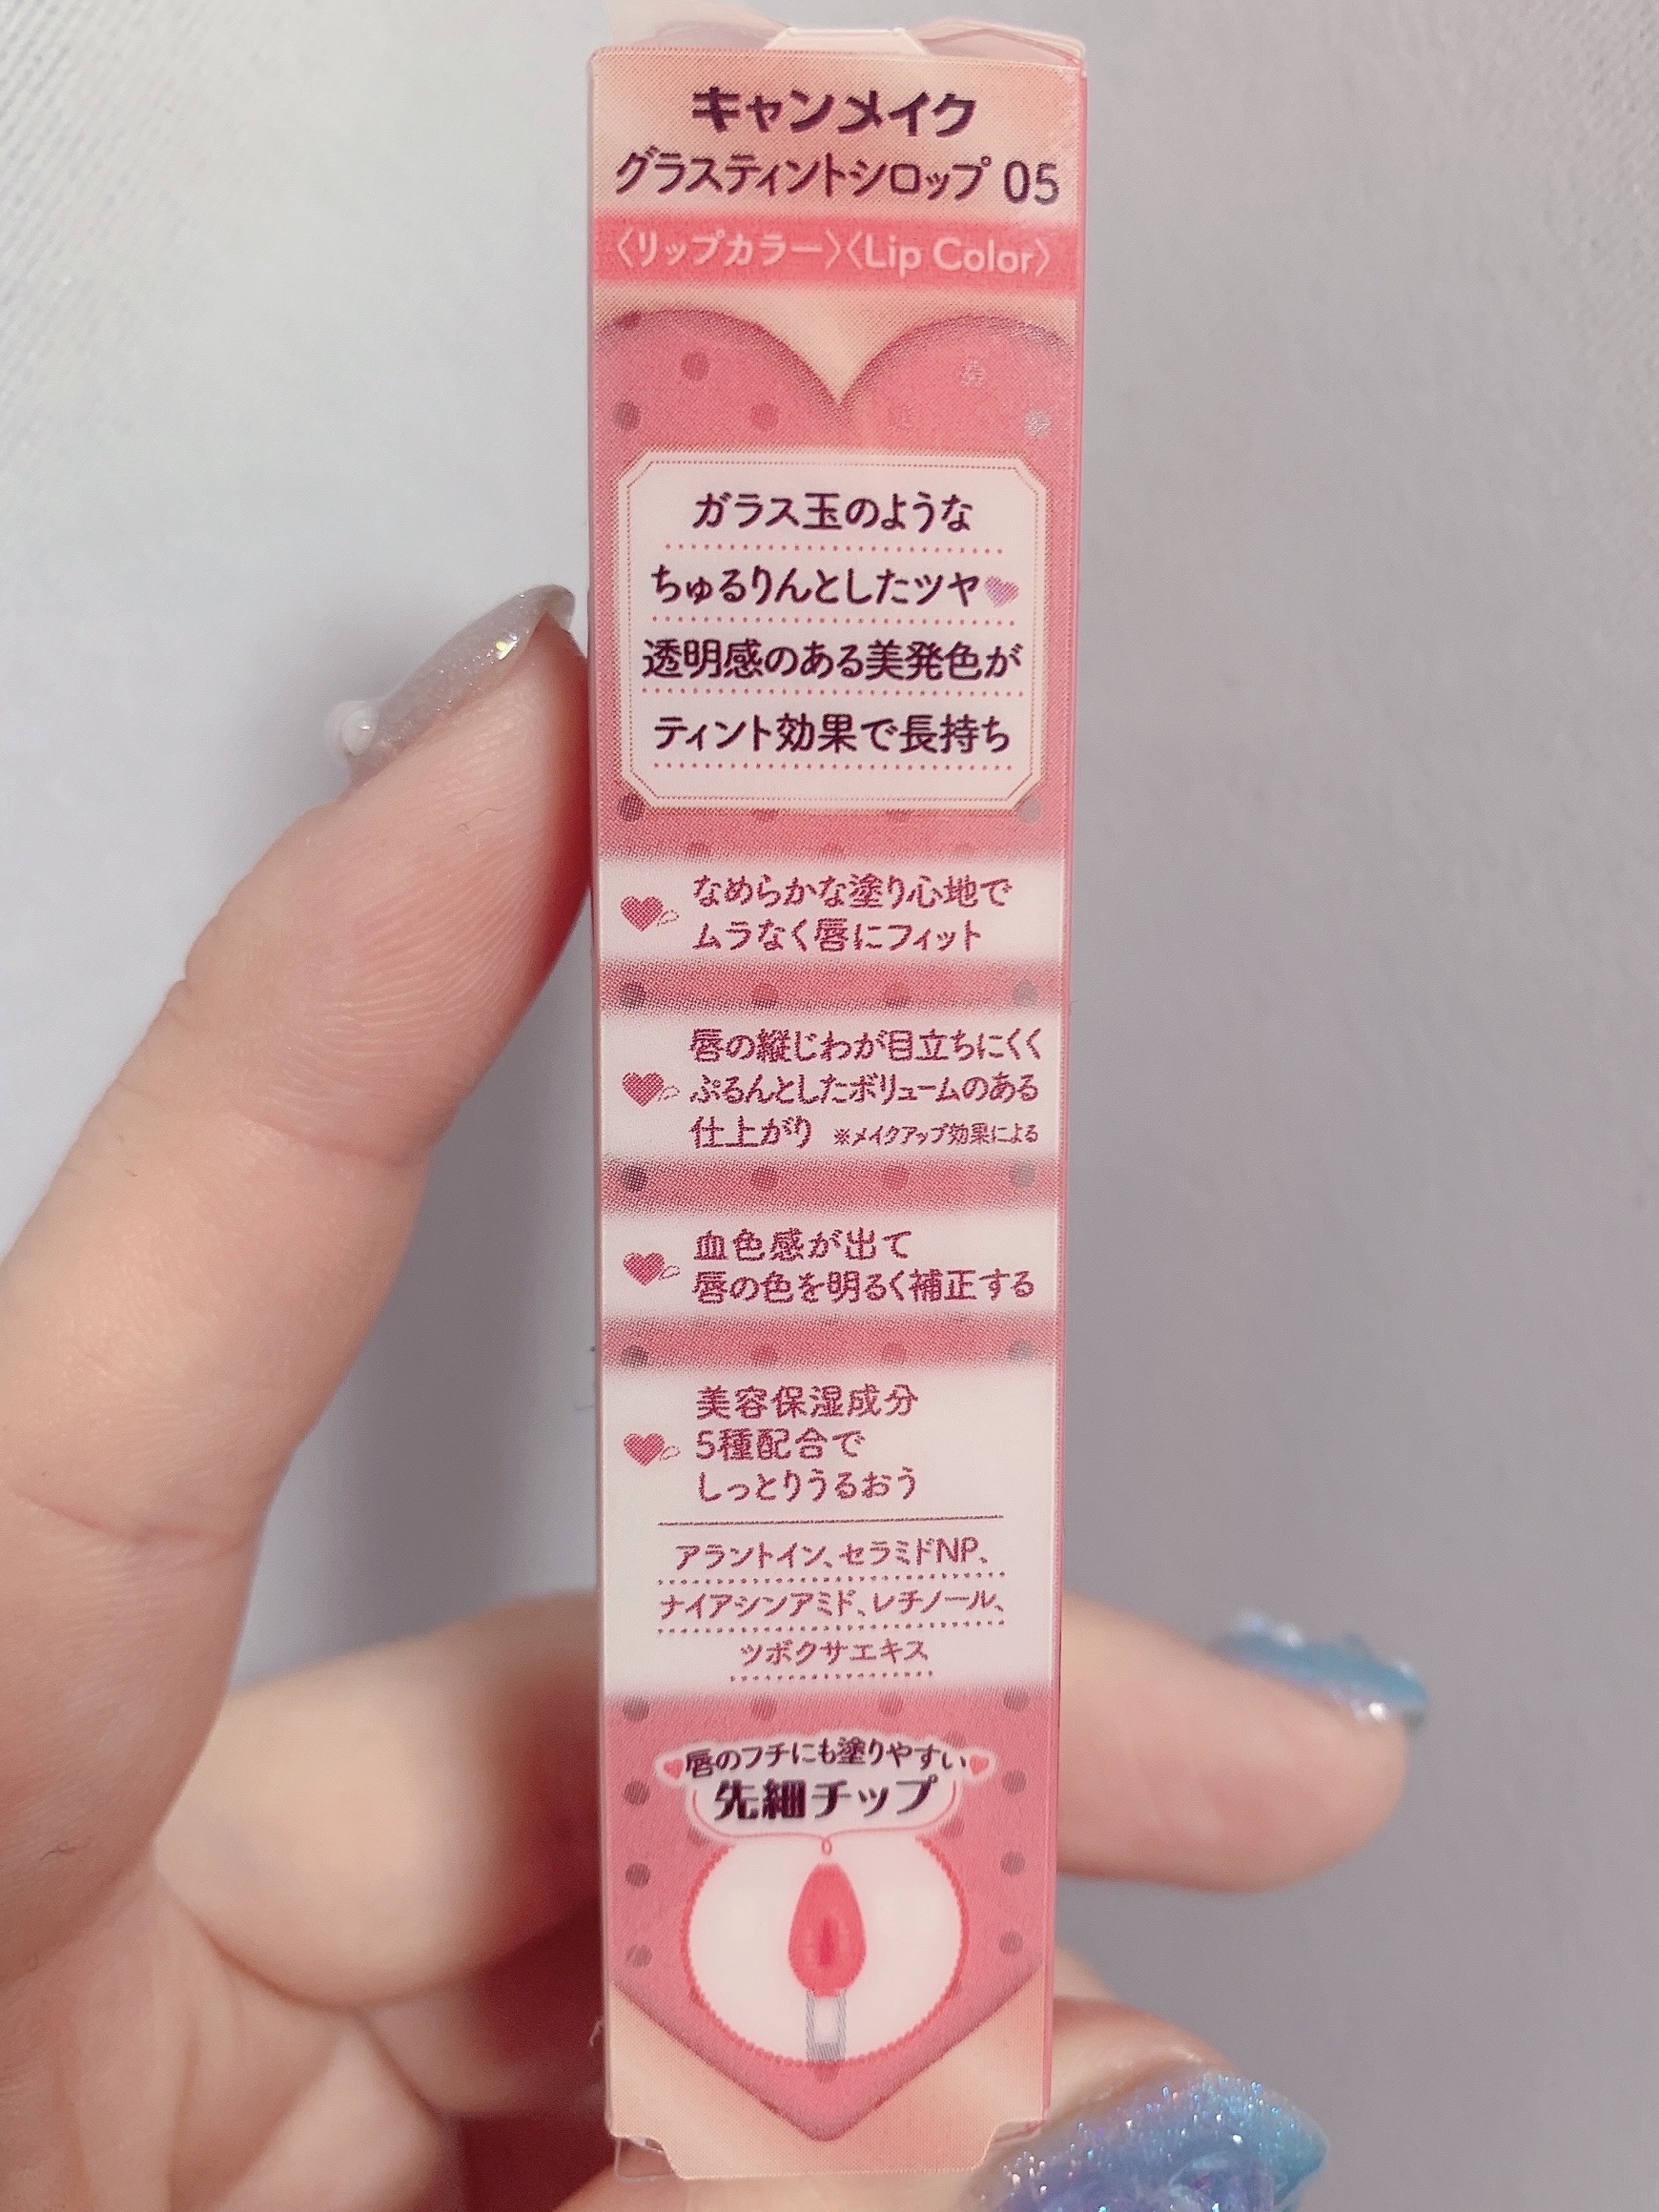 キャンメイク
グラスティントシロップ 05
〈リップカラー〉〈Lip Color〉
ガラス玉のような
ちゅるりんとしたツヤ
透明感のある美発色が
ティント効果で長持ち
なめらかな塗り心地で
ムラなく唇にフィット
唇の縦じわが目立ちにくく
ぷるんとしたボリュームのある
仕上がり ※メイクアップ効果による
血色感が出て
唇の色を明るく補正する
美容保湿成分
5種配合で
しっとりうるおう
アラントイン、セラミドNP、
ナイアシンアミド、レチノール、
ツボクサエキス
唇のフチにも塗りやすい
先細チップ